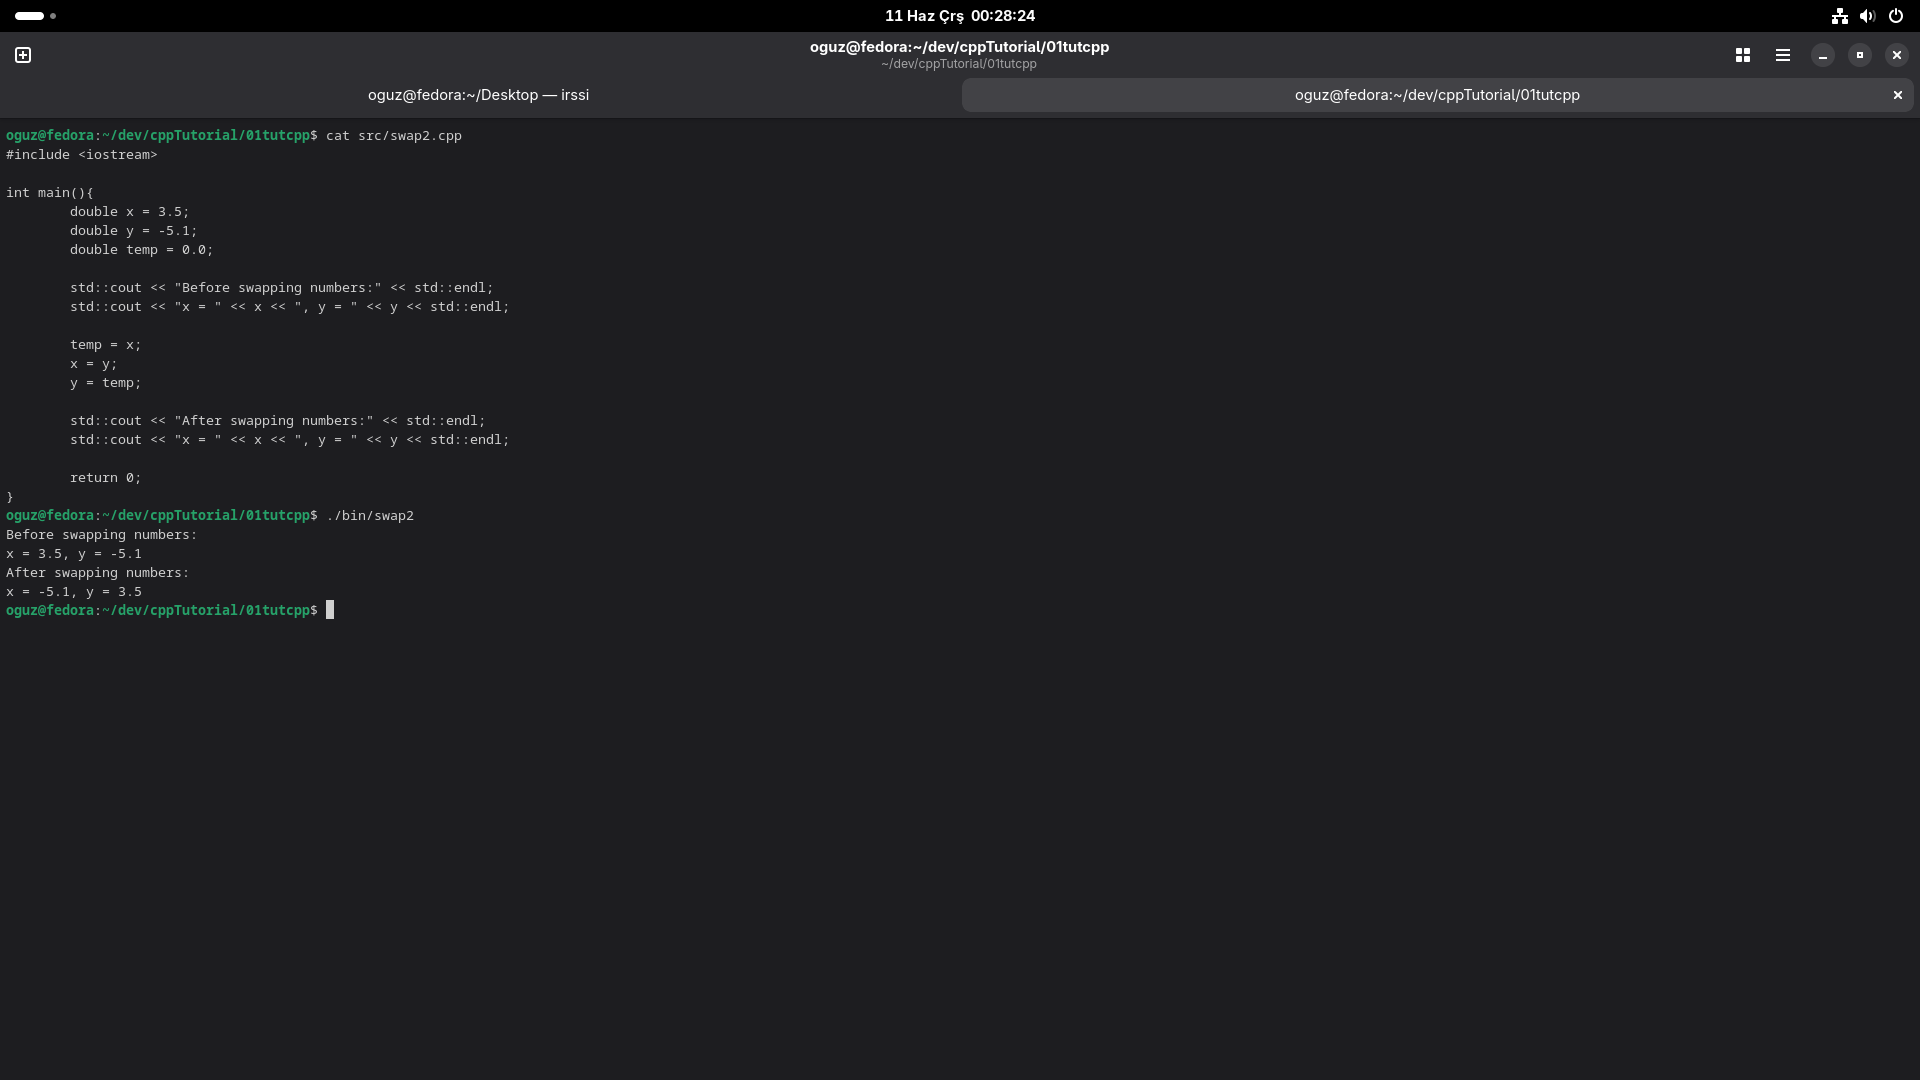 11 Haz Çrş 00:28:24
oguz@fedora:~/dev/cppTutorial/01tutcpp
~/dev/cppTutorial/01tutcpp
oguz@fedora:~/Desktop — irssi
oguz@fedora:~/dev/cppTutorial/01tutcpp
oguz@fedora:~/dev/cppTutorial/01tutcpp$ cat src/swap2.cpp
#include <iostream>

int main(){
        double x = 3.5;
        double y = -5.1;
        double temp = 0.0;

        std::cout << "Before swapping numbers:" << std::endl;
        std::cout << "x = " << x << ", y = " << y << std::endl;

        temp = x;
        x = y;
        y = temp;

        std::cout << "After swapping numbers:" << std::endl;
        std::cout << "x = " << x << ", y = " << y << std::endl;

        return 0;
}
oguz@fedora:~/dev/cppTutorial/01tutcpp$ ./bin/swap2
Before swapping numbers:
x = 3.5, y = -5.1
After swapping numbers:
x = -5.1, y = 3.5
oguz@fedora:~/dev/cppTutorial/01tutcpp$